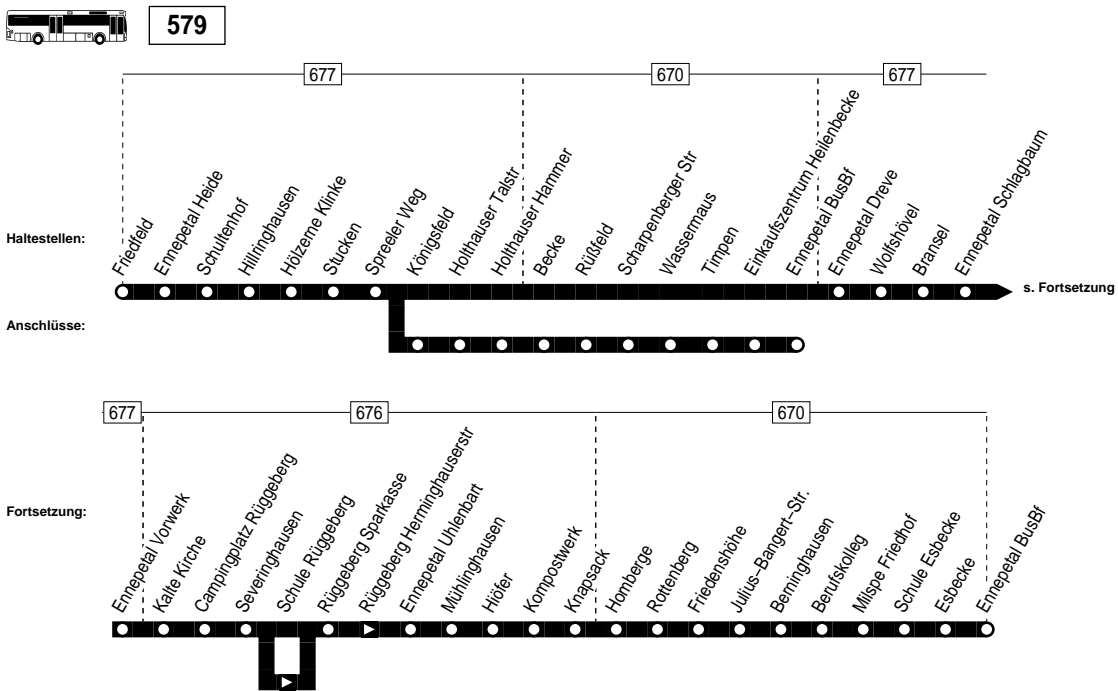 579
677
670
677
Haltestellen:
Friedfeld
Ennepetal Heide
Schultenhof
Hillringhausen
Hölzerne Klinke
Stucken
Spreeler Weg
Königsfeld
Holthauser Talstr
Holthauser Hammer
Becke
Rüßfeld
Scharpenberger Str
Wassermaus
Timpen
Einkaufszentrum Heilenbecke
Ennepetal BusBf
Ennepetal Dreve
Wolfshövel
Bransel
Ennepetal Schlagbaum
s. Fortsetzung
Anschlüsse:
677
676
670
Fortsetzung:
Ennepetal Vorwerk
Kalte Kirche
Campingplatz Rüggeberg
Severinghausen
Schule Rüggeberg
Rüggeberg Sparkasse
Rüggeberg Herminghauserstr
Ennepetal Uhlenbart
Mühlinghausen
Höfer
Kompostwerk
Knapsack
Homberge
Rottenberg
Friedenshöhe
Julius−Bangert−Str.
Berninghausen
Berufskolleg
Milspe Friedhof
Schule Esbecke
Esbecke
Ennepetal BusBf